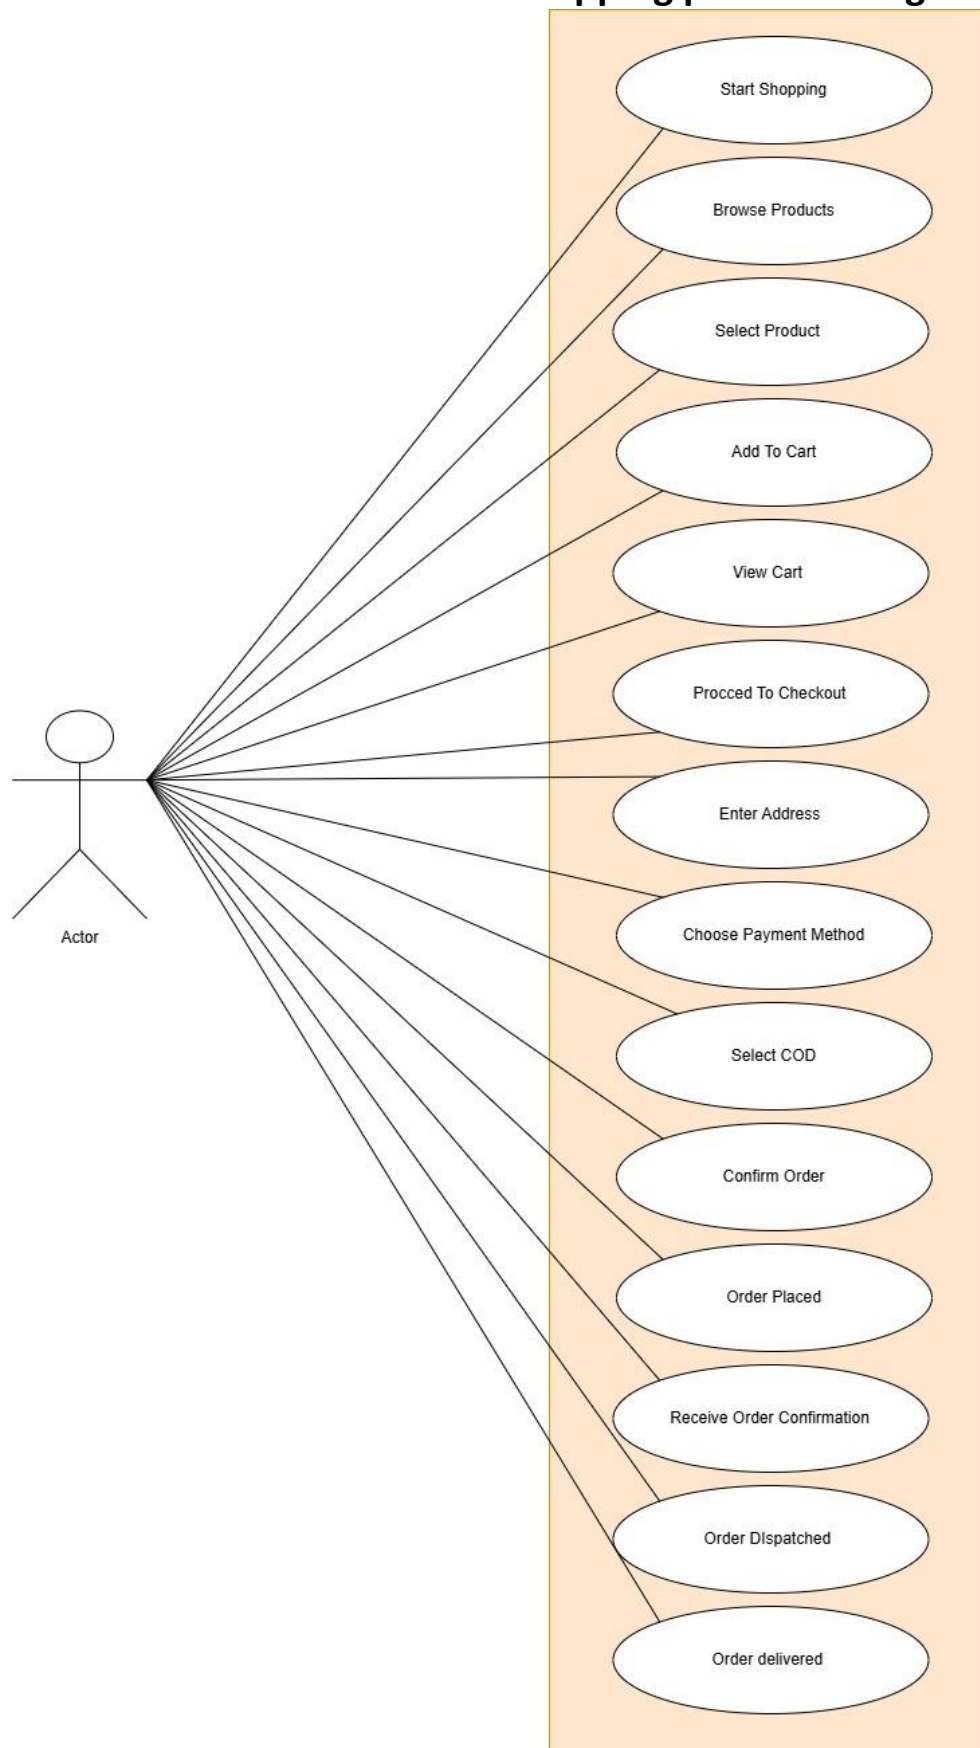 Start Shopping
Browse Products
Select Product
Add To Cart
View Cart
Procced To Checkout
Enter Address
Actor
Choose Payment Method
Select COD
Confirm Order
Order Placed
Receive Order Confirmation
Order DIspatched
Order delivered